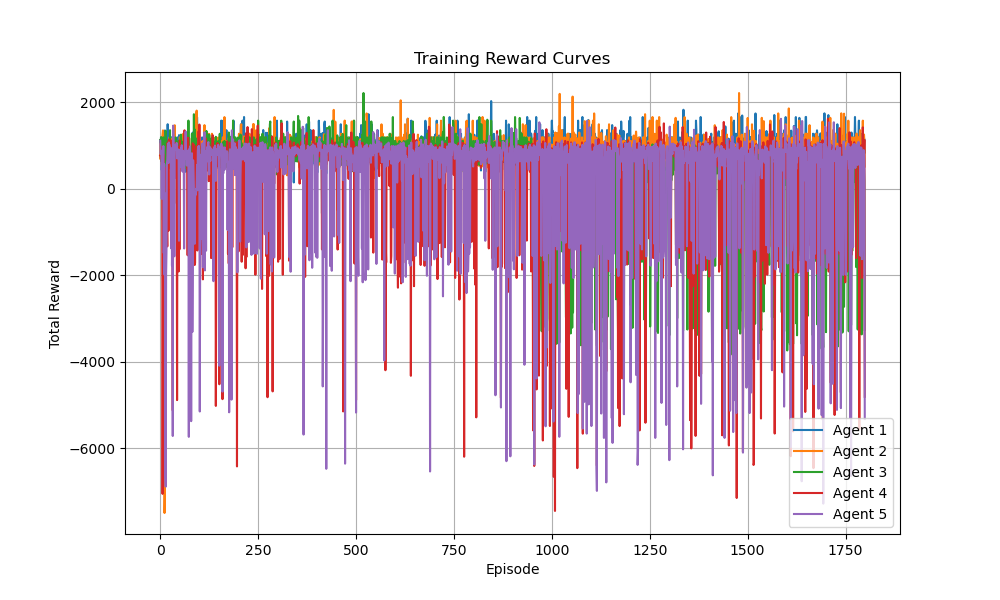 Training Reward Curves
Total Reward
2000
0
−2000
−4000
−6000
0
250
500
750
1000
1250
1500
1750
Episode
Agent 1
Agent 2
Agent 3
Agent 4
Agent 5